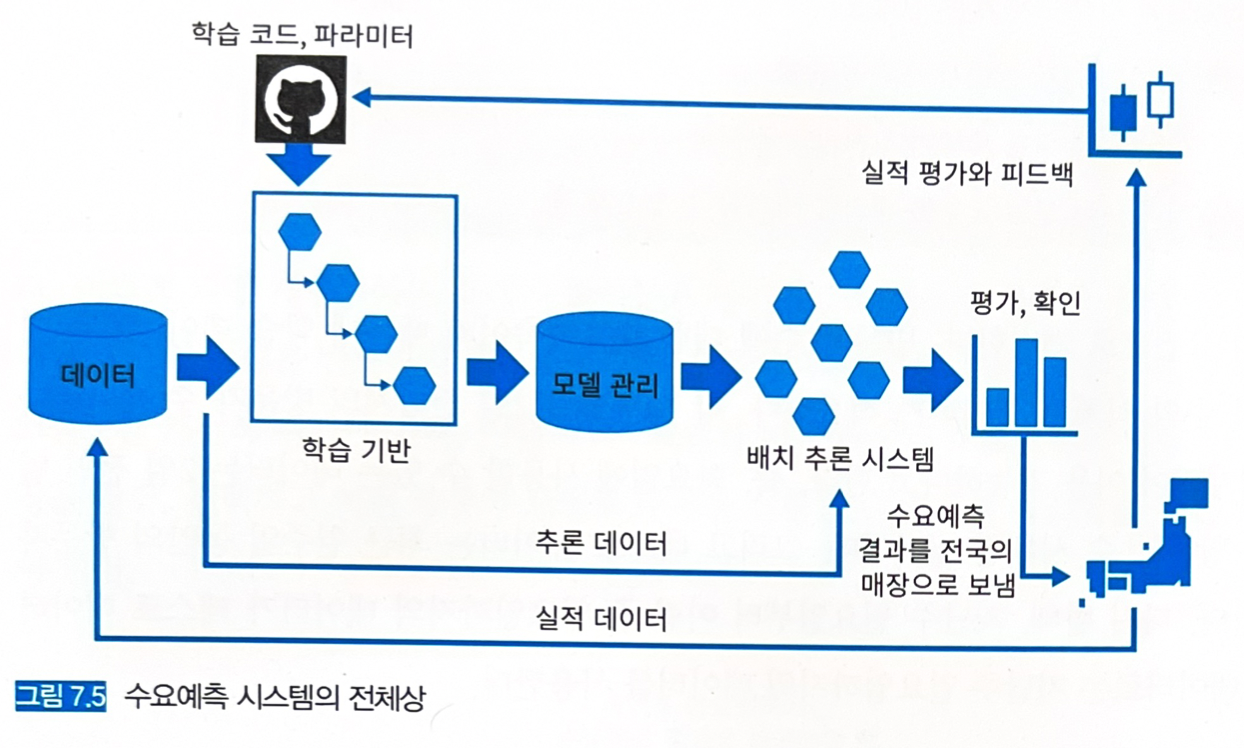 학습 코드, 파라미터
실적 평가와 피드백
평가, 확인
데이터
모델 관리
학습 기반
배치 추론 시스템
수요예측
결과를 전국의
매장으로 보냄
추론 데이터
실적 데이터
그림 7.5 수요예측 시스템의 전체상